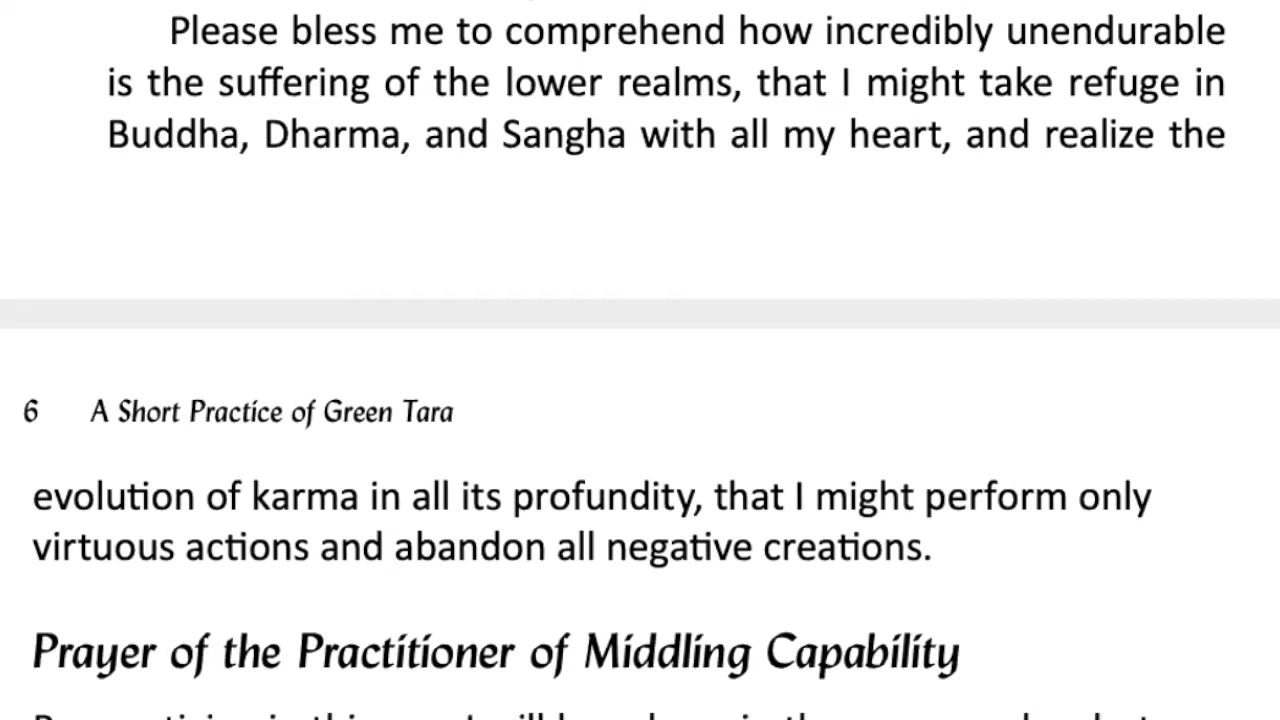 Please bless me to comprehend how incredibly unendurable
is the suffering of the lower realms, that I might take refuge in
Buddha, Dharma, and Sangha with all my heart, and realize the
6 A Short Practice of Green Tara
evolution of karma in all its profundity, that I might perform only
virtuous actions and abandon all negative creations.
Prayer of the Practitioner of Middling Capability